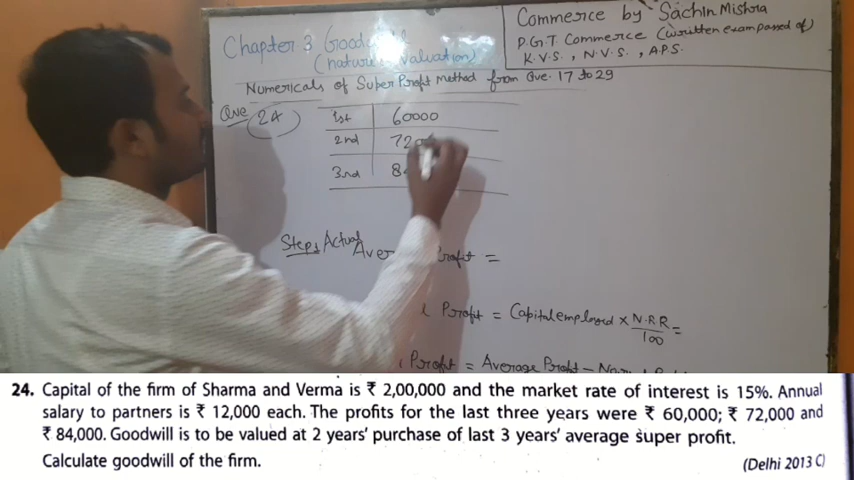 Commerce by Sachin Mishra
P.G.T Commerce (written exam passed of)
K.V.S., N.V.S., A.P.S.
Chapter 3
(nature valuation)
Numericals of Super Profit Method from Que. 17 to 29
Que 24
1st 60000
2nd
3rd
Steps Actual
Profit =
Profit = Capital employed × N.R.R/100 =
Profit = Average Profit –
24. Capital of the firm of Sharma and Verma is ₹ 2,00,000 and the market rate of interest is 15%. Annual
salary to partners is ₹ 12,000 each. The profits for the last three years were ₹ 60,000; ₹ 72,000 and
₹ 84,000. Goodwill is to be valued at 2 years' purchase of last 3 years' average super profit.
Calculate goodwill of the firm.
(Delhi 2013 C)